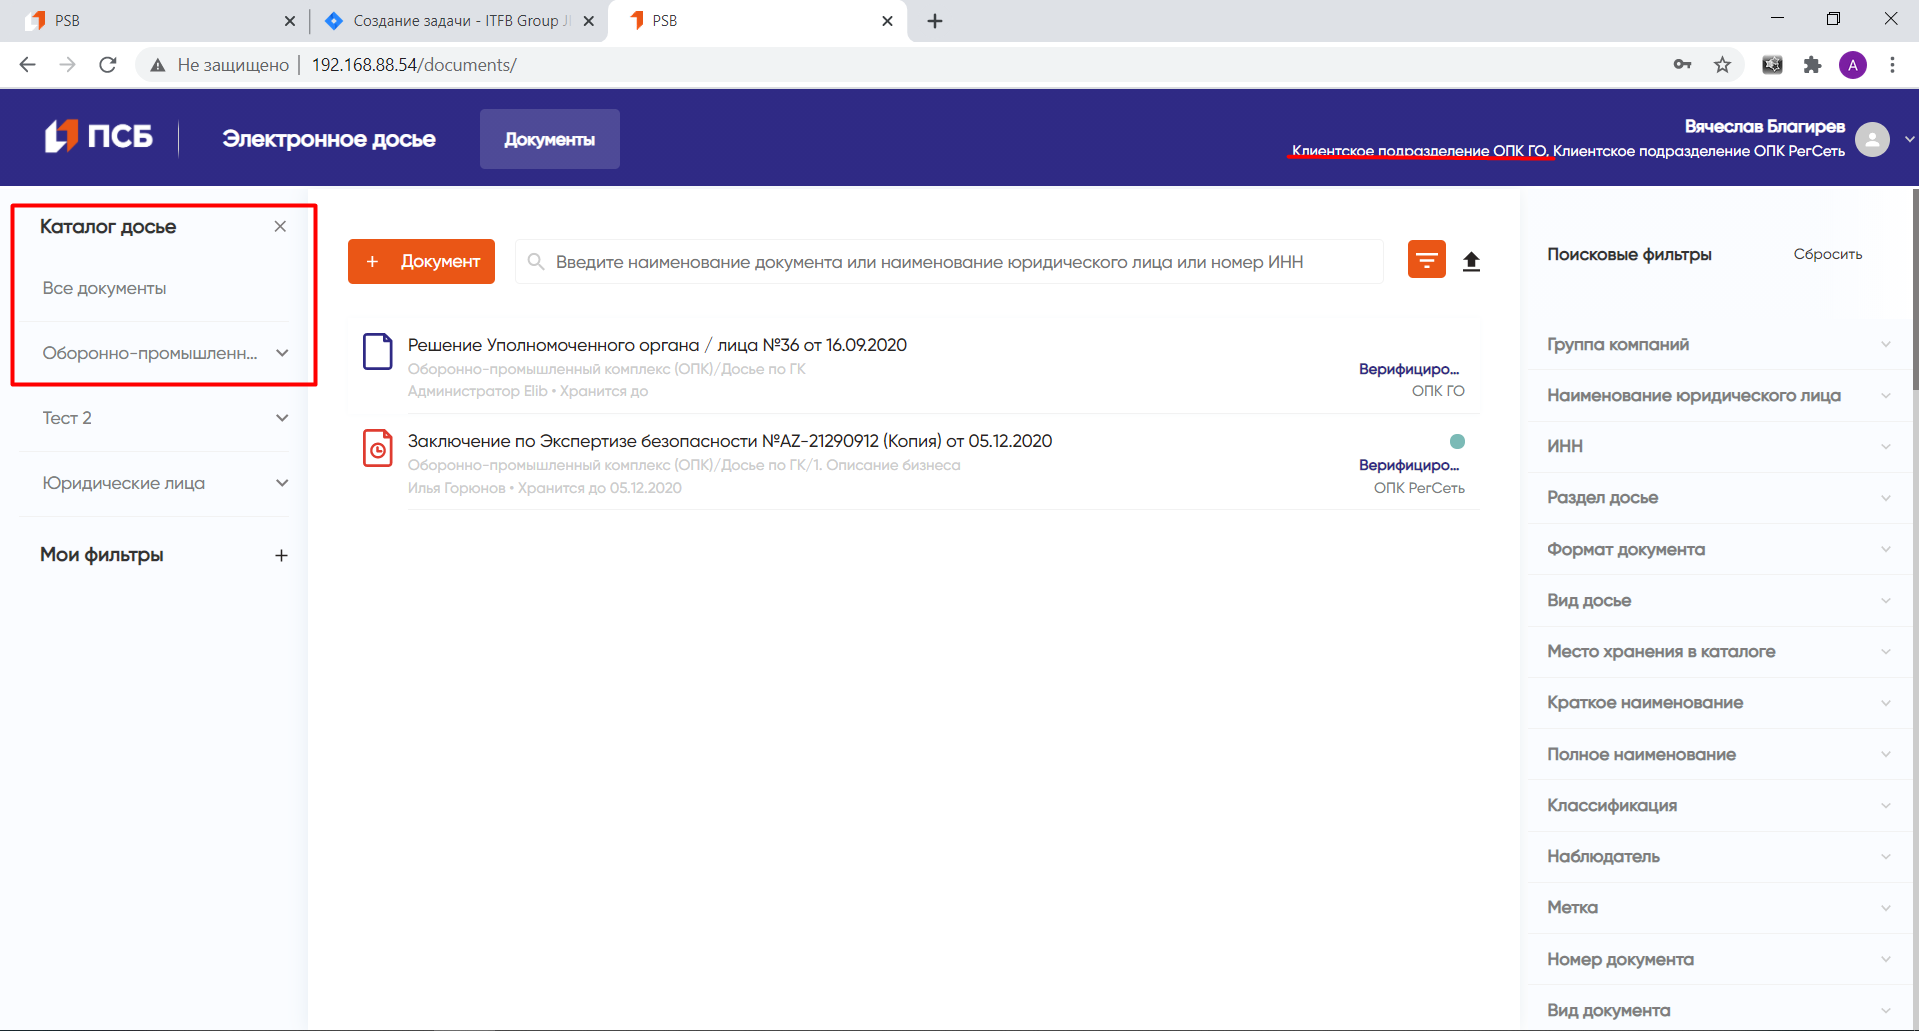 PSB
Создание задачи - ITFB Group JI
PSB
Не защищено
192.168.88.54/documents/
A
ПСБ
Электронное досье
Документы
Вячеслав Благирев
Клиентское подразделение ОПК ГО, Клиентское подразделение ОПК РегСеть
Каталог досье
Все документы
Оборонно-промышленн...
Тест 2
Юридические лица
Мои фильтры
+ Документ
Введите наименование документа или наименование юридического лица или номер ИНН
Решение Уполномоченного органа / лица №36 от 16.09.2020
Оборонно-промышленный комплекс (ОПК)/Досье по ГК
Верифициро...
Администратор Elib • Хранится до
ОПК ГО
Заключение по Экспертизе безопасности №AZ-21290912 (Копия) от 05.12.2020
Оборонно-промышленный комплекс (ОПК)/Досье по ГК/1. Описание бизнеса
Верифициро...
Илья Горюнов • Хранится до 05.12.2020
ОПК РегСеть
Поисковые фильтры
Сбросить
Группа компаний
Наименование юридического лица
ИНН
Раздел досье
Формат документа
Вид досье
Место хранения в каталоге
Краткое наименование
Полное наименование
Классификация
Наблюдатель
Метка
Номер документа
Вид документа